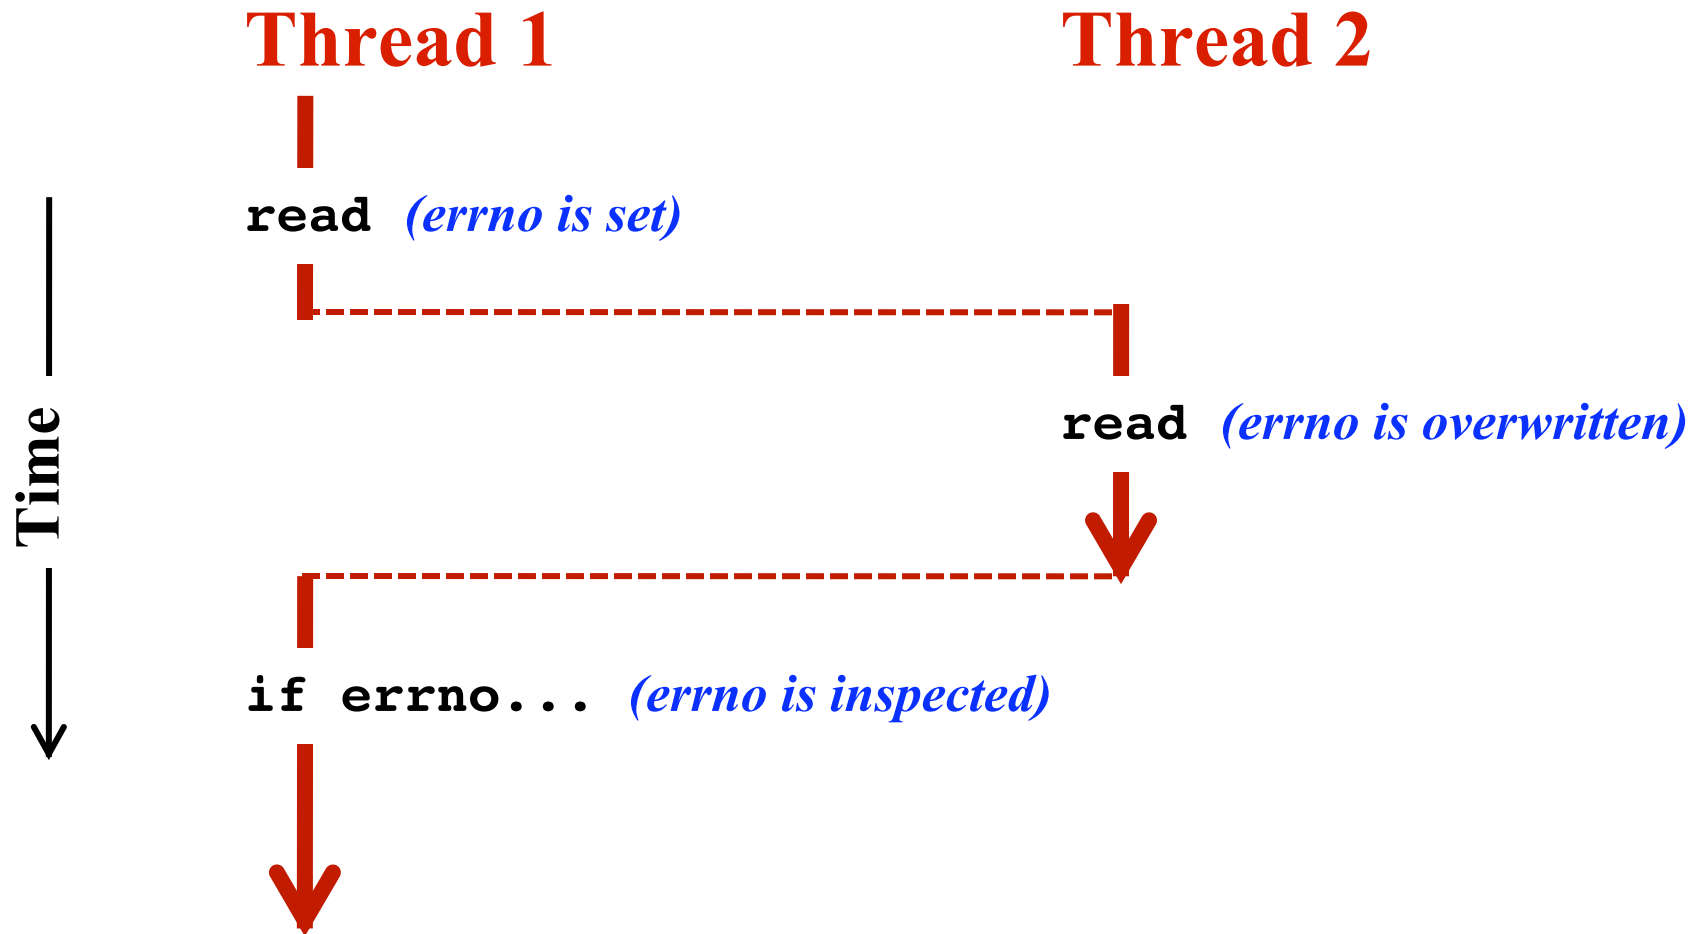 Thread 1 Thread 2
read (errno is set)
read (errno is overwritten)
Time
if errno... (errno is inspected)